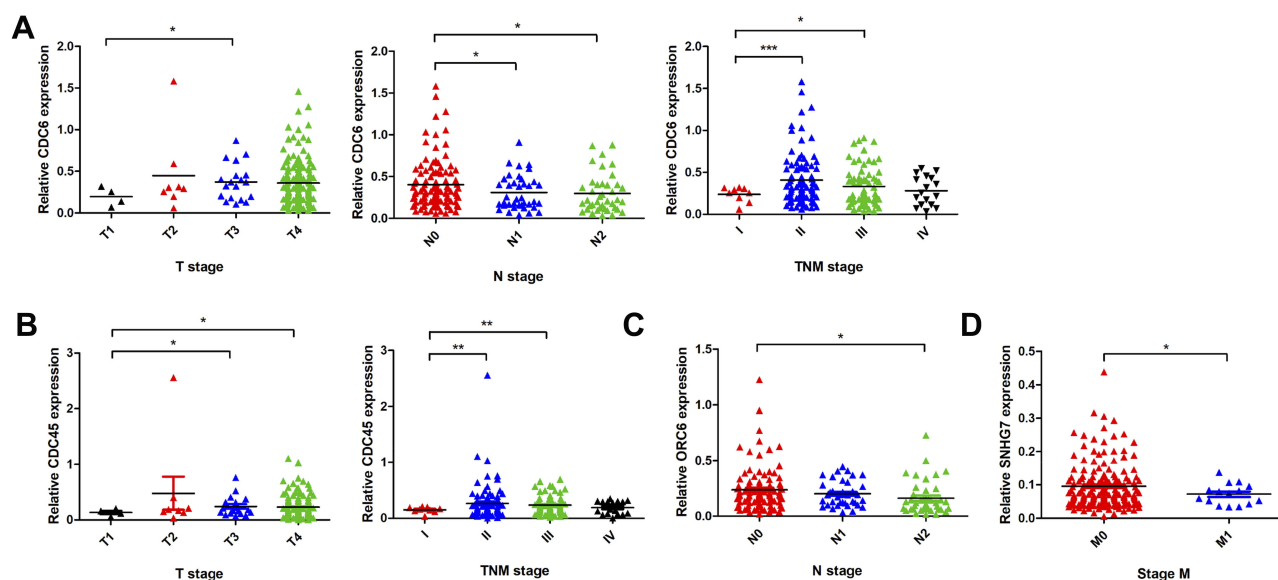 A
Relative CDC6 expression
2.0
1.5
1.0
0.5
0.0
*
T1
T2
T3
T4
T stage
Relative CDC6 expression
2.0
1.5
1.0
0.5
0.0
*
*
N0
N1
N2
N stage
Relative CDC6 expression
2.0
1.5
1.0
0.5
0.0
*
***
I
II
III
IV
TNM stage
B
Relative CDC45 expression
3
2
1
0
*
*
T1
T2
T3
T4
T stage
Relative CDC45 expression
3
2
1
0
**
**
I
II
III
IV
TNM stage
C
Relative ORC6 expression
1.5
1.0
0.5
0.0
*
N0
N1
N2
N stage
D
Relative SNHG7 expression
0.5
0.4
0.3
0.2
0.1
0.0
*
M0
M1
Stage M